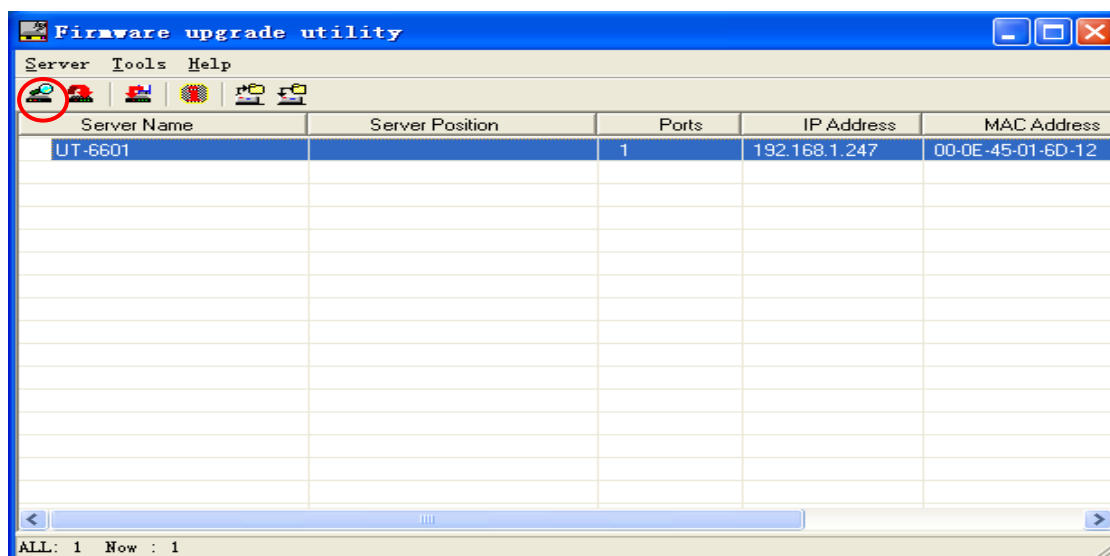 Firmware upgrade utility
Server Tools Help
Server Name Server Position Ports IP Address MAC Address
UT-6601 1 192.168.1.247 00-0E-45-01-6D-12
ALL: 1 Now : 1